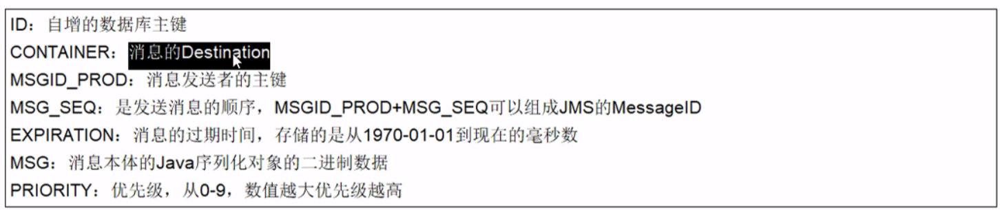 ID：自增的数据库主键
CONTAINER：消息的Destination
MSGID_PROD：消息发送者的主键
MSG_SEQ：是发送消息的顺序，MSGID_PROD+MSG_SEQ可以组成JMS的MessageID
EXPIRATION：消息的过期时间，存储的是从1970-01-01到现在的毫秒数
MSG：消息本体的Java序列化对象的二进制数据
PRIORITY：优先级，从0-9，数值越大优先级越高